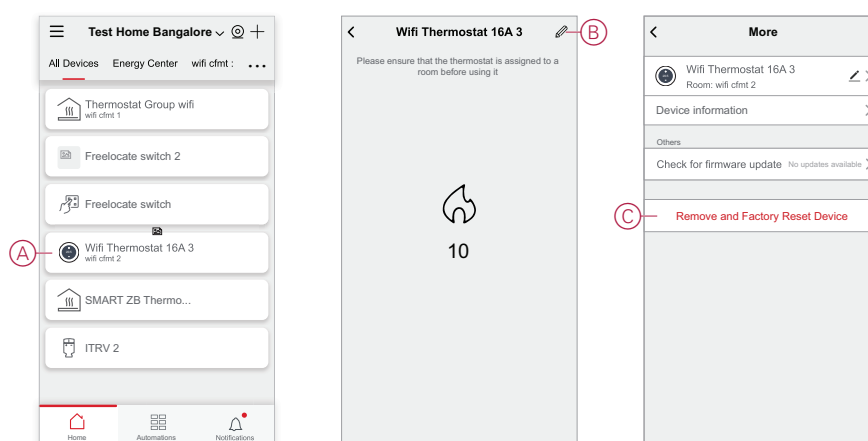 Test Home Bangalore
All Devices Energy Center wifi cfmt : ...
Thermostat Group wifi
wifi cfmt 1
Freelocate switch 2
Freelocate switch
A
Wifi Thermostat 16A 3
wifi cfmt 2
SMART ZB Thermo...
ITRV 2
Home Automations Notifications
Wifi Thermostat 16A 3
B
Please ensure that the thermostat is assigned to a
room before using it
10
More
Wifi Thermostat 16A 3
Room: wifi cfmt 2
Device information
Others
Check for firmware update No updates available
C
Remove and Factory Reset Device